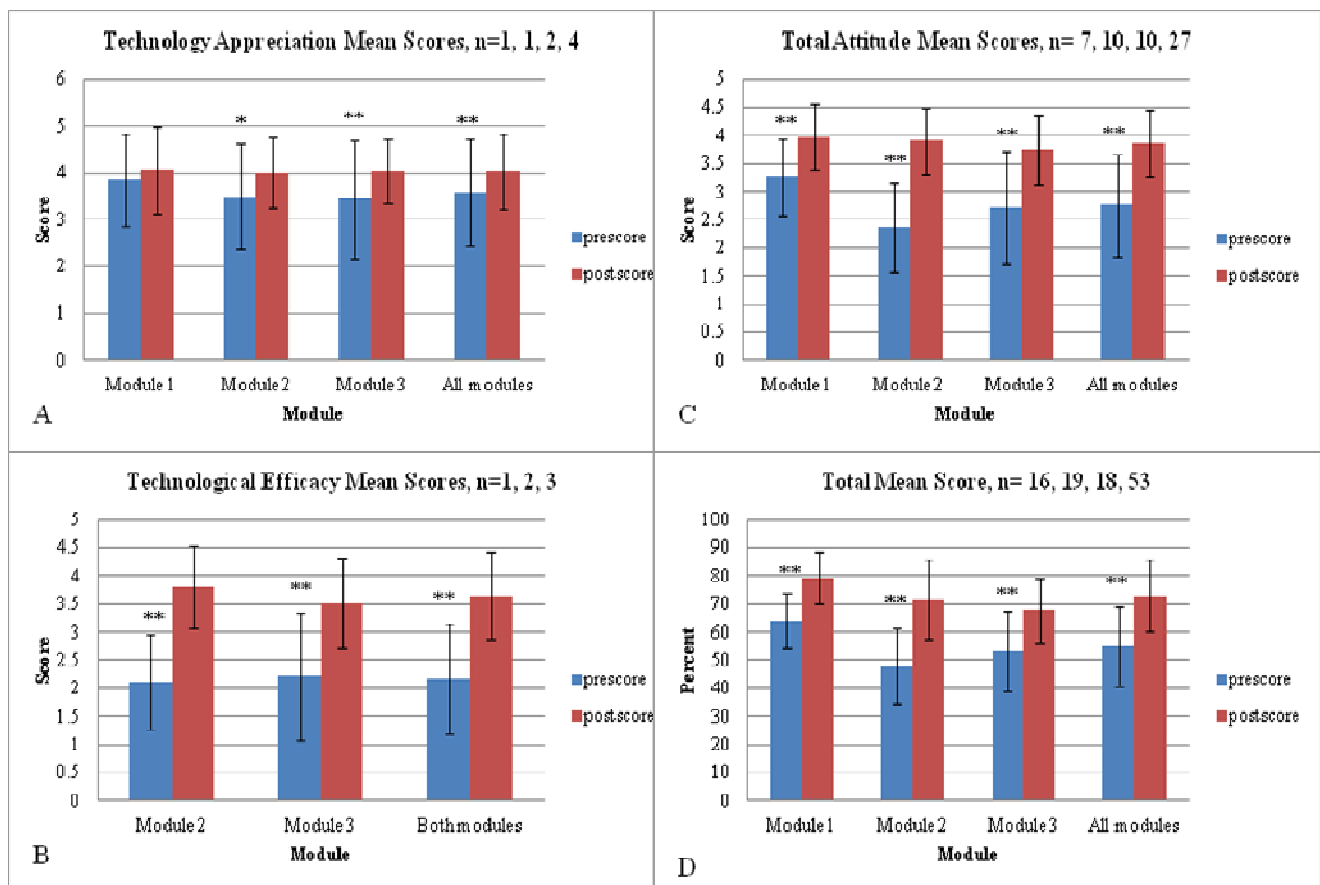 Technology Appreciation Mean Scores, n=1, 1, 2, 4
6
5
4
3
2
1
0
Score
* ** **
prescore
postscore
Module 1 Module 2 Module 3 All modules
Module
A
Total Attitude Mean Scores, n= 7, 10, 10, 27
5
4.5
4
3.5
3
2.5
2
1.5
1
0.5
0
Score
** ** ** **
prescore
postscore
Module 1 Module 2 Module 3 All modules
Module
C
Technological Efficacy Mean Scores, n=1, 2, 3
5
4.5
4
3.5
3
2.5
2
1.5
1
0.5
0
Score
** ** **
prescore
postscore
Module 2 Module 3 Both modules
Module
B
Total Mean Score, n= 16, 19, 18, 53
100
90
80
70
60
50
40
30
20
10
0
Percent
** ** ** **
prescore
postscore
Module 1 Module 2 Module 3 All modules
Module
D